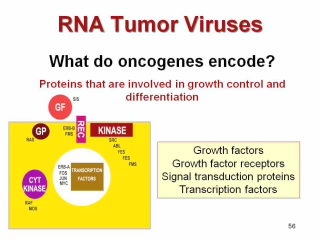 RNA Tumor Viruses
What do oncogenes encode?
Proteins that are involved in growth control and
differentiation
GF
SIS
GP
RAS
ERB-B
FMS
REC
KINASE
SRC
ABL
YES
FES
FMS
ERB-A
FOS
JUN
MYC
TRANSCRIPTION
FACTORS
CYT
KINASE
RAF
MOS
Growth factors
Growth factor receptors
Signal transduction proteins
Transcription factors
56